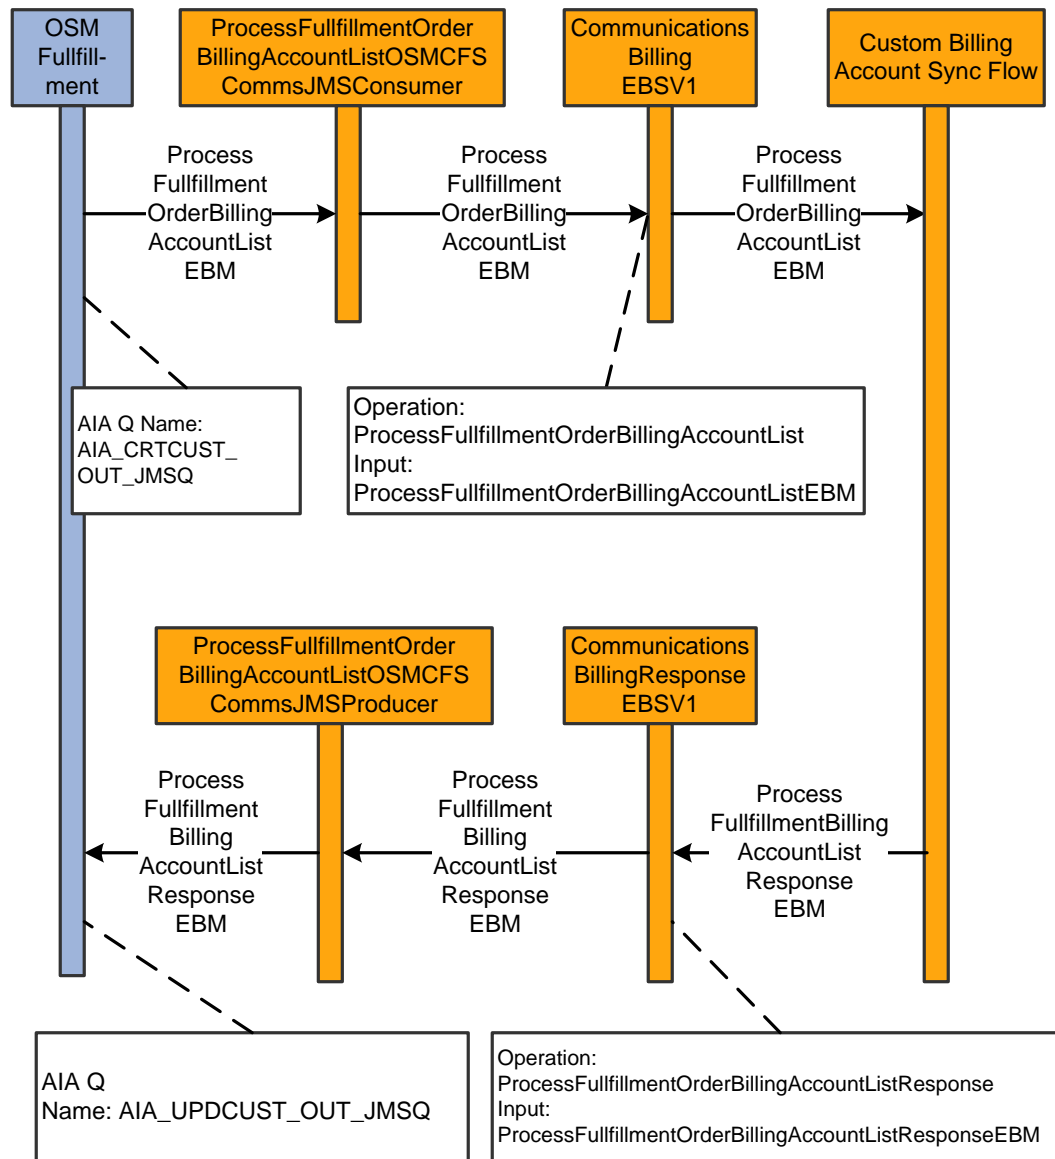 OSM
Fullfill-
ment
ProcessFullfillmentOrder
BillingAccountListOSMCFS
CommsJMSConsumer
Communications
Billing
EBSV1
Custom Billing
Account Sync Flow
Process
Fullfillment
OrderBilling
AccountList
EBM
Process
Fullfillment
OrderBilling
AccountList
EBM
Process
Fullfillment
OrderBilling
AccountList
EBM
AIA Q Name:
AIA_CRTCUST_
OUT_JMSQ
Operation:
ProcessFullfillmentOrderBillingAccountList
Input:
ProcessFullfillmentOrderBillingAccountListEBM
ProcessFullfillmentOrder
BillingAccountListOSMCFS
CommsJMSProducer
Communications
BillingResponse
EBSV1
Process
Fullfillment
Billing
AccountList
Response
EBM
Process
Fullfillment
Billing
AccountList
Response
EBM
Process
FullfillmentBilling
AccountList
Response
EBM
AIA Q
Name: AIA_UPDCUST_OUT_JMSQ
Operation:
ProcessFullfillmentOrderBillingAccountListResponse
Input:
ProcessFullfillmentOrderBillingAccountListResponseEBM